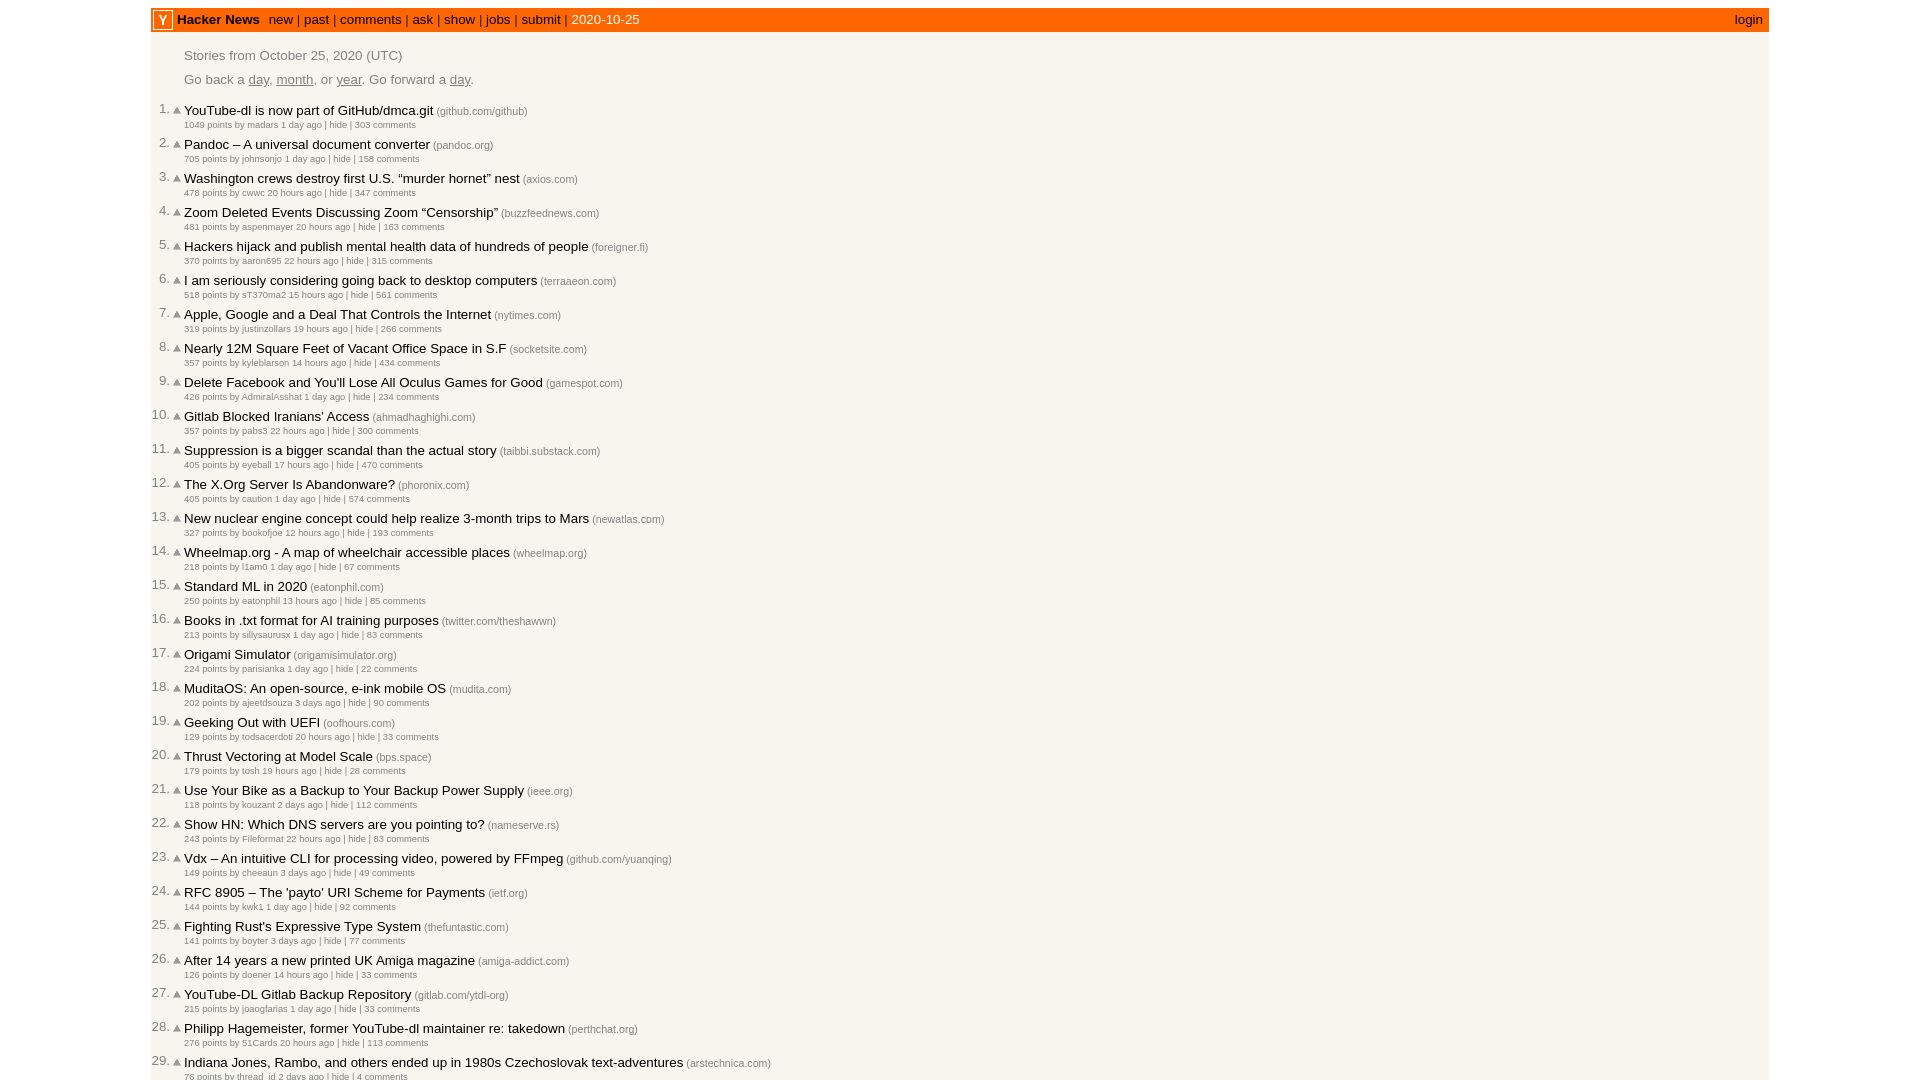 Y Hacker News new | past | comments | ask | show | jobs | submit | 2020-10-25 login
Stories from October 25, 2020 (UTC)
Go back a day, month, or year. Go forward a day.
1. YouTube-dl is now part of GitHub/dmca.git (github.com/github)
1049 points by madars 1 day ago | hide | 303 comments
2. Pandoc – A universal document converter (pandoc.org)
705 points by johnsonjo 1 day ago | hide | 158 comments
3. Washington crews destroy first U.S. “murder hornet” nest (axios.com)
478 points by cwwc 20 hours ago | hide | 347 comments
4. Zoom Deleted Events Discussing Zoom “Censorship” (buzzfeednews.com)
481 points by aspenmayer 20 hours ago | hide | 163 comments
5. Hackers hijack and publish mental health data of hundreds of people (foreigner.fi)
370 points by aaron695 22 hours ago | hide | 315 comments
6. I am seriously considering going back to desktop computers (terraaeon.com)
518 points by sT370ma2 15 hours ago | hide | 561 comments
7. Apple, Google and a Deal That Controls the Internet (nytimes.com)
319 points by justinzollars 19 hours ago | hide | 266 comments
8. Nearly 12M Square Feet of Vacant Office Space in S.F (socketsite.com)
357 points by kyleblarson 14 hours ago | hide | 434 comments
9. Delete Facebook and You'll Lose All Oculus Games for Good (gamespot.com)
426 points by AdmiralAsshat 1 day ago | hide | 234 comments
10. Gitlab Blocked Iranians’ Access (ahmadhaghighi.com)
357 points by pabs3 22 hours ago | hide | 300 comments
11. Suppression is a bigger scandal than the actual story (taibbi.substack.com)
405 points by eyeball 17 hours ago | hide | 470 comments
12. The X.Org Server Is Abandonware? (phoronix.com)
405 points by caution 1 day ago | hide | 574 comments
13. New nuclear engine concept could help realize 3-month trips to Mars (newatlas.com)
327 points by bookofjoe 12 hours ago | hide | 193 comments
14. Wheelmap.org - A map of wheelchair accessible places (wheelmap.org)
218 points by l1am0 1 day ago | hide | 67 comments
15. Standard ML in 2020 (eatonphil.com)
250 points by eatonphil 13 hours ago | hide | 85 comments
16. Books in .txt format for AI training purposes (twitter.com/theshawwn)
213 points by sillysaurusx 1 day ago | hide | 83 comments
17. Origami Simulator (origamisimulator.org)
224 points by parisianka 1 day ago | hide | 22 comments
18. MuditaOS: An open-source, e-ink mobile OS (mudita.com)
202 points by ajeetdsouza 3 days ago | hide | 90 comments
19. Geeking Out with UEFI (oofhours.com)
129 points by todsacerdoti 20 hours ago | hide | 33 comments
20. Thrust Vectoring at Model Scale (bps.space)
179 points by tosh 19 hours ago | hide | 28 comments
21. Use Your Bike as a Backup to Your Backup Power Supply (ieee.org)
118 points by kouzant 2 days ago | hide | 112 comments
22. Show HN: Which DNS servers are you pointing to? (nameserve.rs)
243 points by Fileformat 22 hours ago | hide | 83 comments
23. Vdx – An intuitive CLI for processing video, powered by FFmpeg (github.com/yuanqing)
149 points by cheeaun 3 days ago | hide | 49 comments
24. RFC 8905 – The 'payto' URI Scheme for Payments (ietf.org)
144 points by kwk1 1 day ago | hide | 92 comments
25. Fighting Rust's Expressive Type System (thefuntastic.com)
141 points by boyter 3 days ago | hide | 77 comments
26. After 14 years a new printed UK Amiga magazine (amiga-addict.com)
126 points by doener 14 hours ago | hide | 33 comments
27. YouTube-DL Gitlab Backup Repository (gitlab.com/ytdl-org)
215 points by joaogfarias 1 day ago | hide | 33 comments
28. Philipp Hagemeister, former YouTube-dl maintainer re: takedown (perthchat.org)
276 points by 51Cards 20 hours ago | hide | 113 comments
29. Indiana Jones, Rambo, and others ended up in 1980s Czechoslovak text-adventures (arstechnica.com)
76 points by thread_id 2 days ago | hide | 4 comments